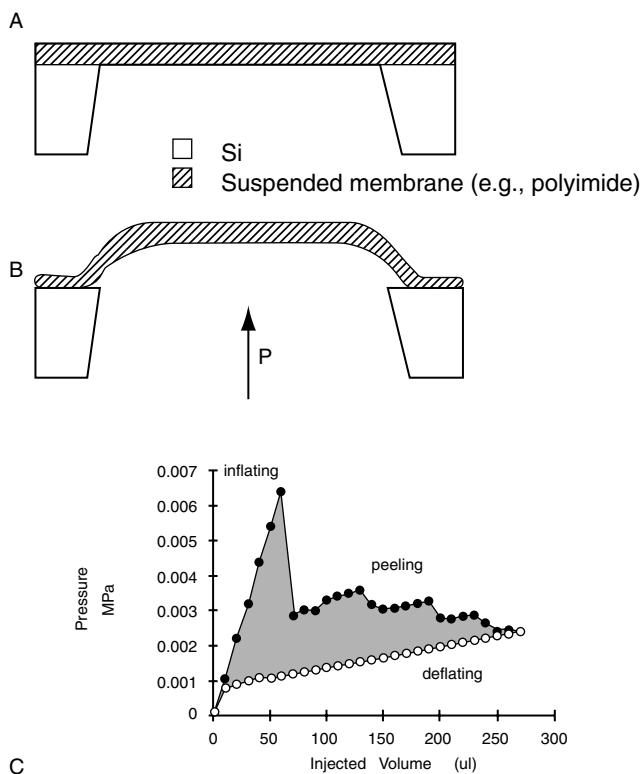 A
Si
Suspended membrane (e.g., polyimide)
B
P
0.007
inflating
0.006
0.005
peeling
0.004
Pressure
MPa
0.003
0.002
0.001
deflating
0
0 50 100 150 200 250 300
C
Injected Volume (ul)